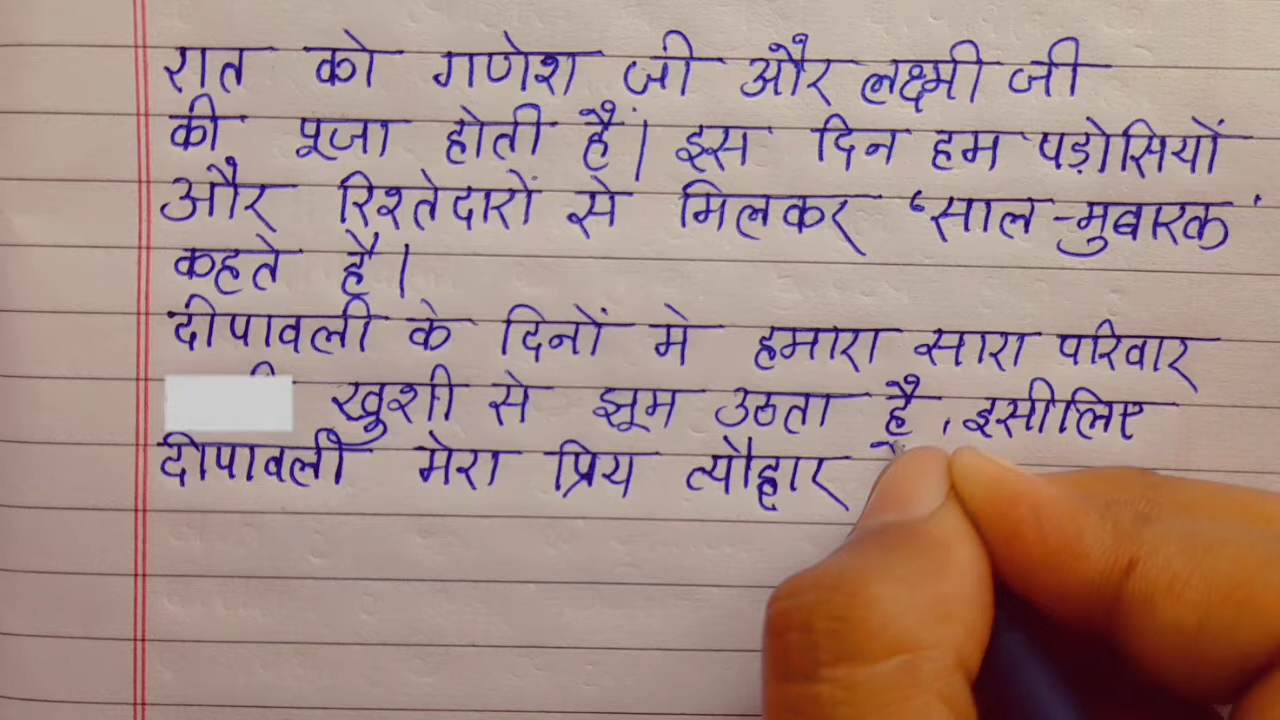 रात को गणेश जी और लक्ष्मी जी
की पूजा होती हैं। इस दिन हम पड़ोसियों
और रिश्तेदारों से मिलकर 'साल-मुबारक'
कहते है।
दीपावली के दिनों मे हमारा सारा परिवार
खुशी से झूम उठता है, इसीलिए
दीपावली मेरा प्रिय त्यौहार